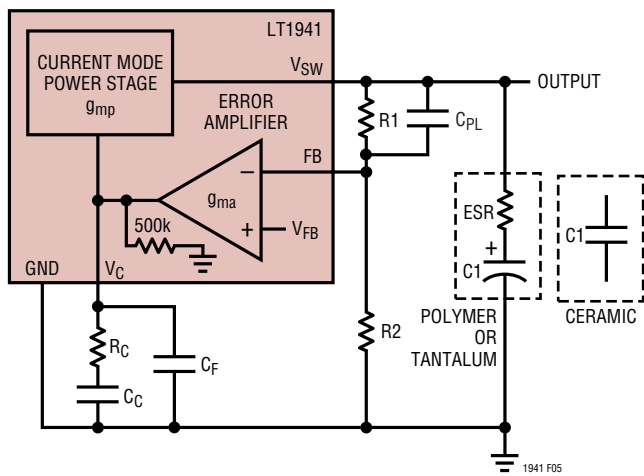 LT1941
CURRENT MODE
POWER STAGE
gmp
VSW
OUTPUT
ERROR
AMPLIFIER
R1
CPL
FB
−
gma
+
VFB
500k
ESR
+
C1
C1
GND
VC
POLYMER
OR
TANTALUM
CERAMIC
R2
RC
CF
CC
1941 F05